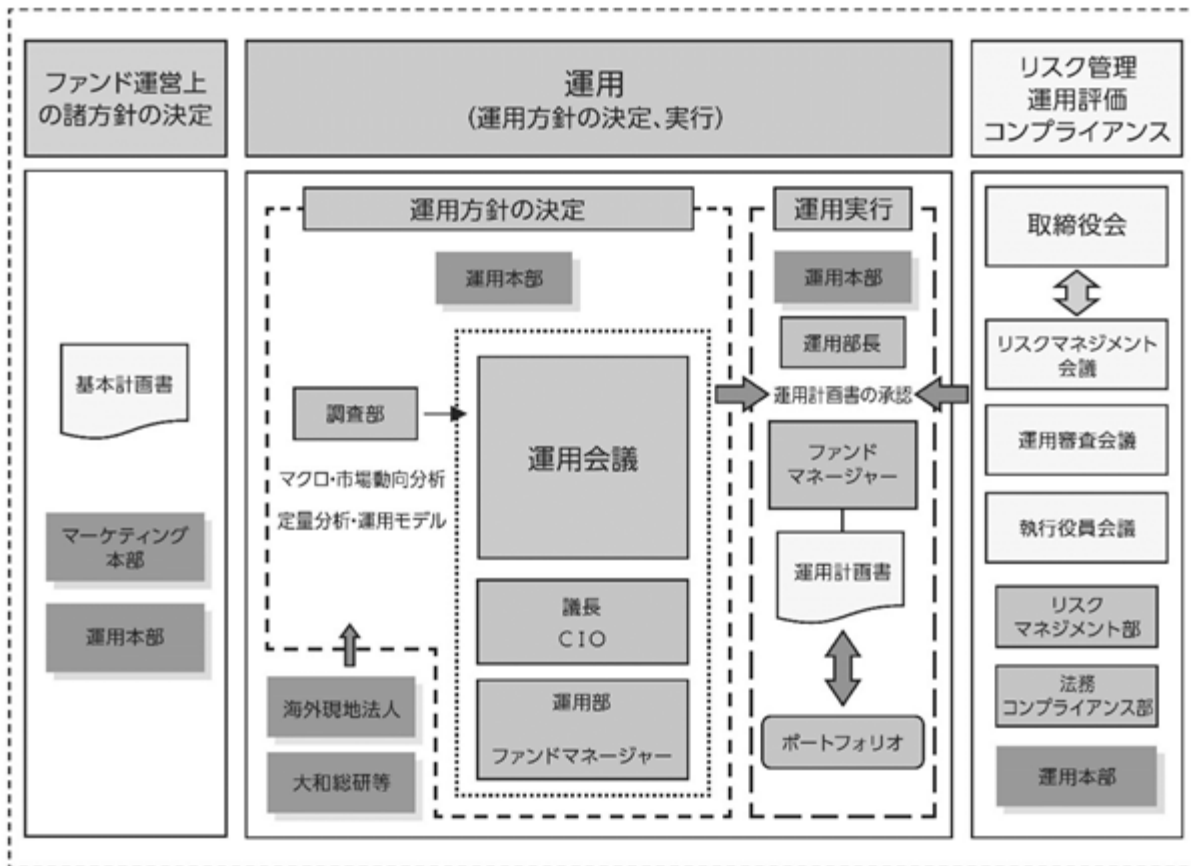 ファンド運営上
の諸方針の決定
基本計画書
マーケティング
本部
運用本部
運用
(運用方針の決定、実行)
運用方針の決定
運用本部
調査部
マクロ・市場動向分析
定量分析・運用モデル
運用会議
議長
CIO
運用部
ファンドマネージャー
海外現地法人
大和総研等
運用実行
運用本部
運用部長
運用計画書の承認
ファンド
マネージャー
運用計画書
ポートフォリオ
リスク管理
運用評価
コンプライアンス
取締役会
リスクマネジメント
会議
運用審査会議
執行役員会議
リスク
マネジメント部
法務
コンプライアンス部
運用本部